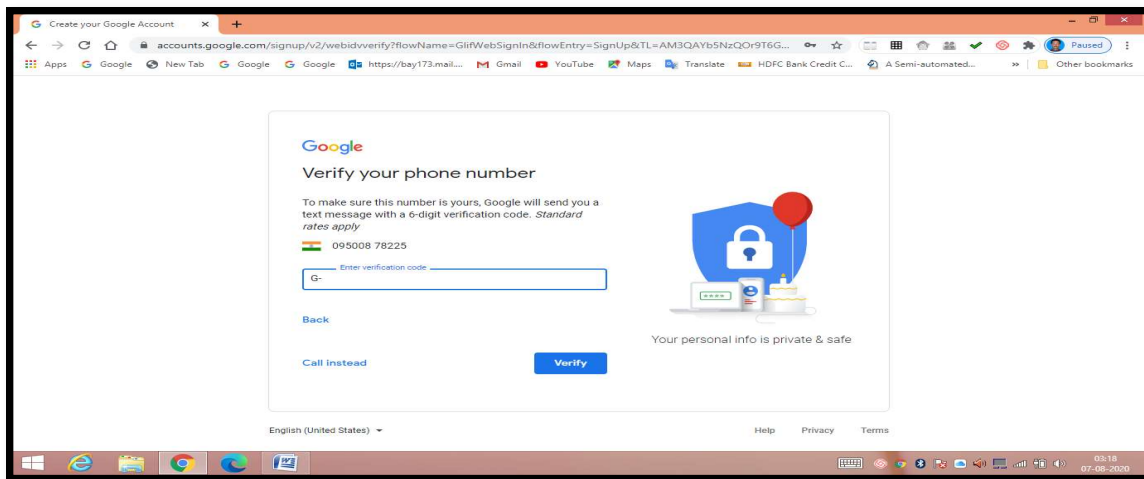 Create your Google Account
accounts.google.com/signup/v2/webidvverify?flowName=GlifWebSignIn&flowEntry=SignUp&TL=AM3QAYb5NzQOr9T6G... Paused
Apps Google New Tab Google Google https://bay173.mail.... Gmail YouTube Maps Translate HDFC Bank Credit C... A Semi-automated... » Other bookmarks
Google
Verify your phone number
To make sure this number is yours, Google will send you a
text message with a 6-digit verification code. Standard
rates apply
095008 78225
Enter verification code
G-
Back
Your personal info is private & safe
Call instead
Verify
English (United States)
Help Privacy Terms
03:18
07-08-2020